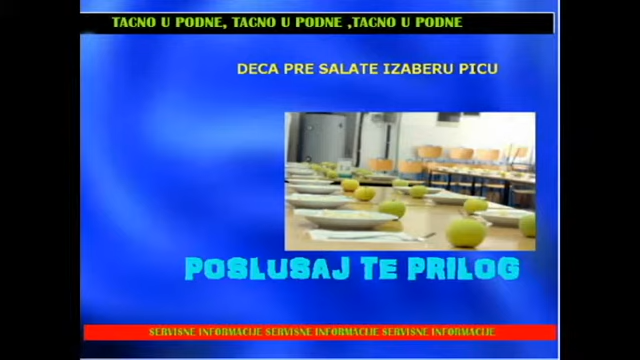 TACNO U PODNE, TACNO U PODNE ,TACNO U PODNE
DECA PRE SALATE IZABERU PICU
POSLUSAJ TE PRILOG
SERVISNE INFORMACIJE SERVISNE INFORMACIJE SERVISNE INFORMACIJE